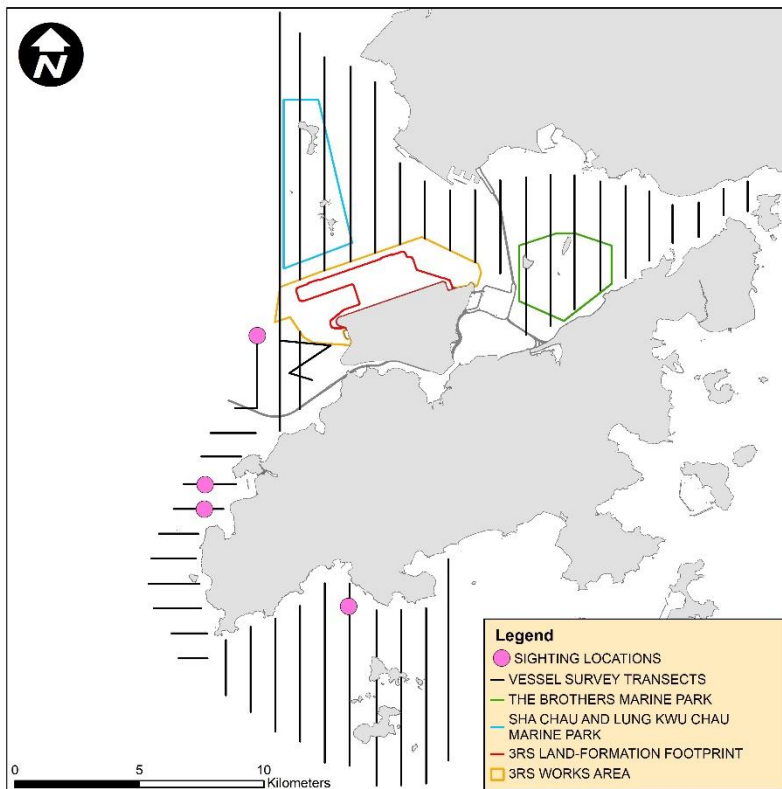 N
Legend
SIGHTING LOCATIONS
VESSEL SURVEY TRANSECTS
THE BROTHERS MARINE PARK
SHA CHAU AND LUNG KWU CHAU
MARINE PARK
3RS LAND-FORMATION FOOTPRINT
3RS WORKS AREA
0 5 10
Kilometers